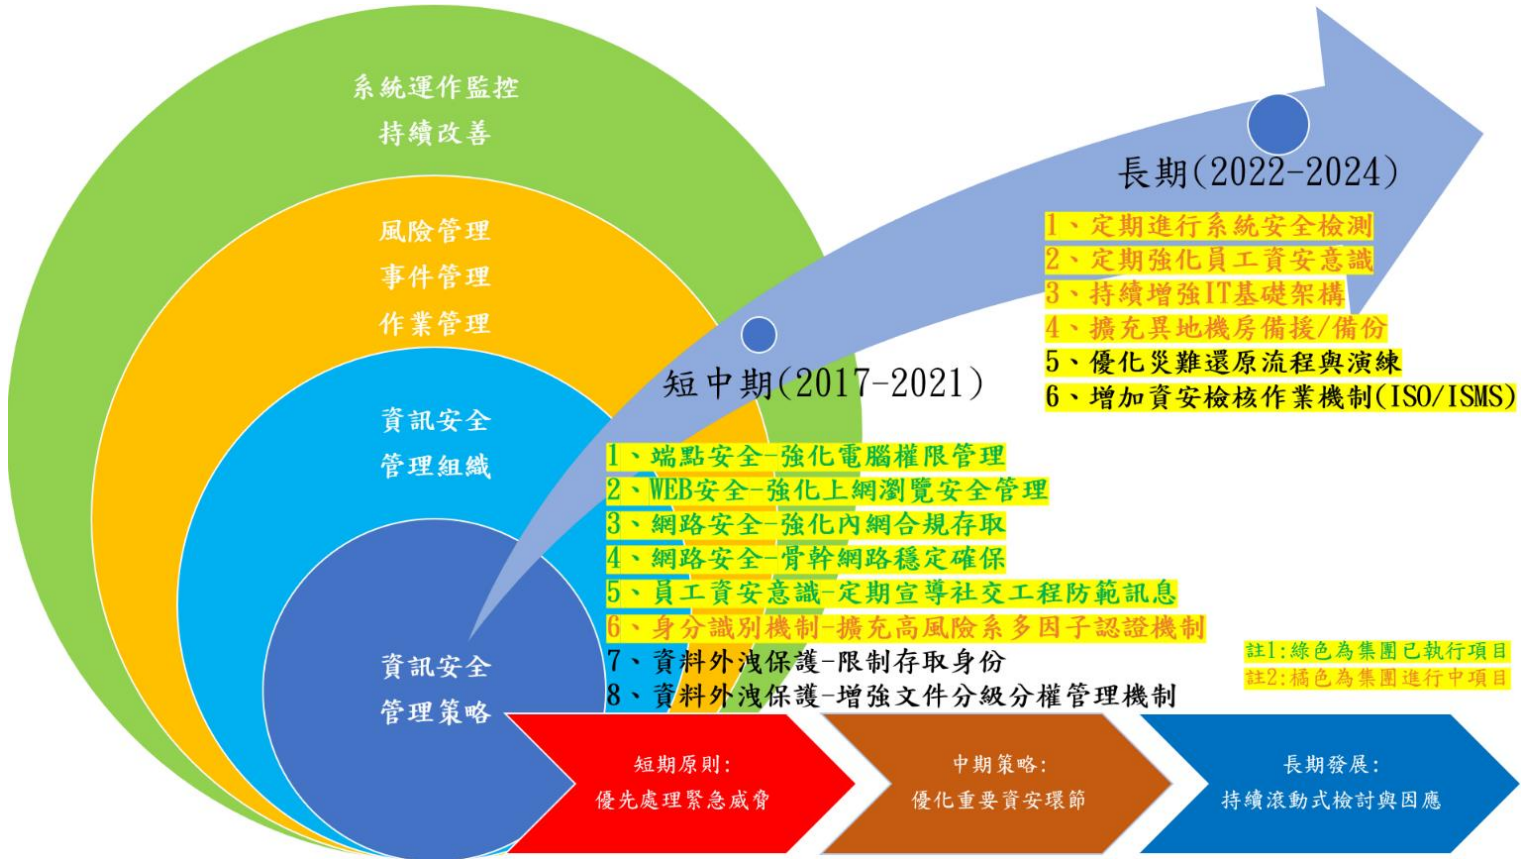 系統運作監控
持續改善
風險管理
事件管理
作業管理
資訊安全
管理組織
資訊安全
管理策略
短中期(2017-2021)
1、端點安全-強化電腦權限管理
2、WEB安全-強化上網瀏覽安全管理
3、網路安全-強化內網合規存取
4、網路安全-骨幹網路穩定確保
5、員工資安意識-定期宣導社交工程防範訊息
6、身分識別機制-擴充高風險系多因子認證機制
7、資料外洩保護-限制存取身份
8、資料外洩保護-增強文件分級分權管理機制
長期(2022-2024)
1、定期進行系統安全檢測
2、定期強化員工資安意識
3、持續增強IT基礎架構
4、擴充異地機房備援/備份
5、優化災難還原流程與演練
6、增加資安檢核作業機制(ISO/ISMS)
註1:綠色為集團已執行項目
註2:橘色為集團進行中項目
短期原則:
優先處理緊急威脅
中期策略:
優化重要資安環節
長期發展:
持續滾動式檢討與因應